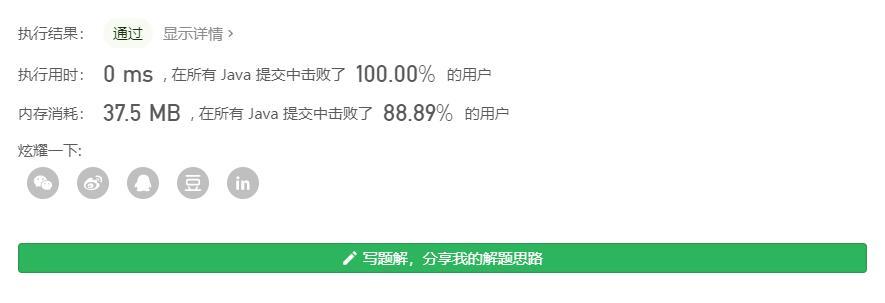 执行结果： 通过 显示详情 ›
执行用时： 0 ms , 在所有 Java 提交中击败了 100.00% 的用户
内存消耗： 37.5 MB , 在所有 Java 提交中击败了 88.89% 的用户
炫耀一下:
豆 in
写题解，分享我的解题思路